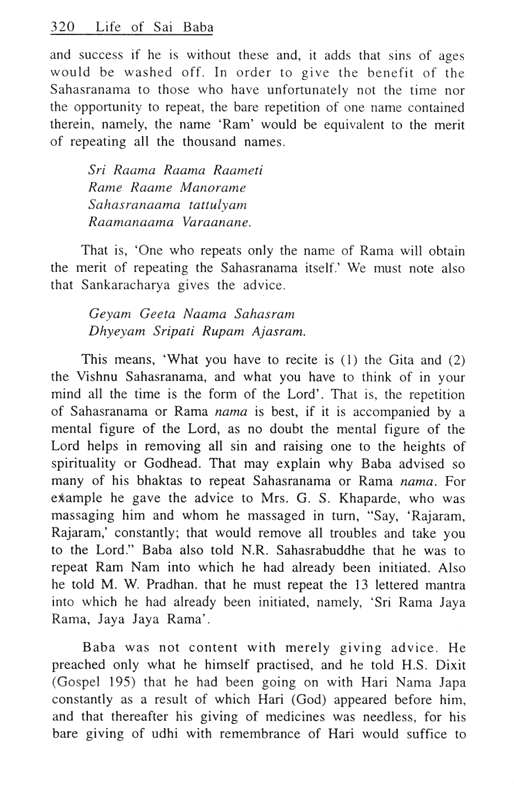 320 Life of Sai Baba
and success if he is without these and, it adds that sins of ages
would be washed off. In order to give the benefit of the
Sahasranama to those who have unfortunately not the time nor
the opportunity to repeat, the bare repetition of one name contained
therein, namely, the name ‘Ram’ would be equivalent to the merit
of repeating all the thousand names.
Sri Raama Raama Raameti
Rame Raame Manorame
Sahasranaama tattulyam
Raamanaama Varaanane.
That is, ‘One who repeats only the name of Rama will obtain
the merit of repeating the Sahasranama itself.’ We must note also
that Sankaracharya gives the advice.
Geyam Geeta Naama Sahasram
Dhyeyam Sripati Rupam Ajasram.
This means, ‘What you have to recite is (1) the Gita and (2)
the Vishnu Sahasranama, and what you have to think of in your
mind all the time is the form of the Lord’. That is, the repetition
of Sahasranama or Rama nama is best, if it is accompanied by a
mental figure of the Lord, as no doubt the mental figure of the
Lord helps in removing all sin and raising one to the heights of
spirituality or Godhead. That may explain why Baba advised so
many of his bhaktas to repeat Sahasranama or Rama nama. For
example he gave the advice to Mrs. G. S. Khaparde, who was
massaging him and whom he massaged in turn, “Say, ‘Rajaram,
Rajaram,’ constantly; that would remove all troubles and take you
to the Lord.” Baba also told N.R. Sahasrabuddhe that he was to
repeat Ram Nam into which he had already been initiated. Also
he told M. W. Pradhan. that he must repeat the 13 lettered mantra
into which he had already been initiated, namely, ‘Sri Rama Jaya
Rama, Jaya Jaya Rama’.
Baba was not content with merely giving advice. He
preached only what he himself practised, and he told H.S. Dixit
(Gospel 195) that he had been going on with Hari Nama Japa
constantly as a result of which Hari (God) appeared before him,
and that thereafter his giving of medicines was needless, for his
bare giving of udhi with remembrance of Hari would suffice to